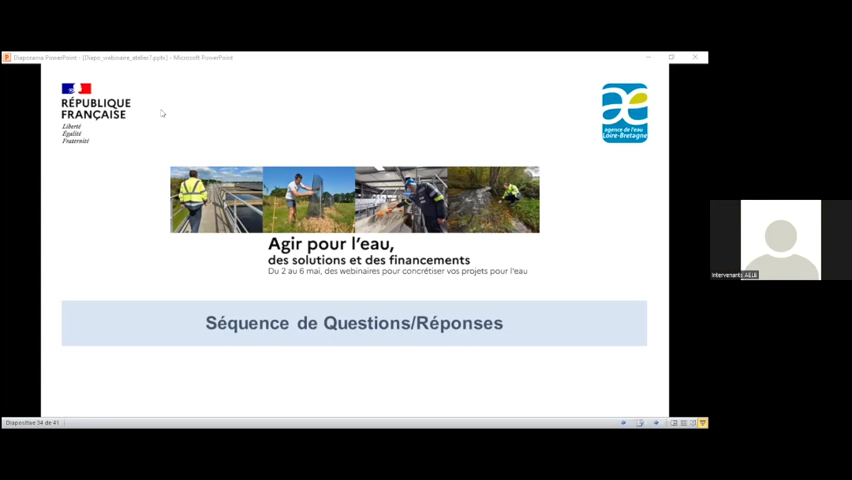 Diaporama PowerPoint - [Diapo_webinaire_atelier7.pptx] - Microsoft PowerPoint
RÉPUBLIQUE
FRANÇAISE
Liberté
Égalité
Fraternité
agence de l'eau
Loire-Bretagne
Agir pour l'eau,
des solutions et des financements
Du 2 au 6 mai, des webinaires pour concrétiser vos projets pour l'eau
Séquence de Questions/Réponses
Intervenants AELB
Diapositive 34 de 41